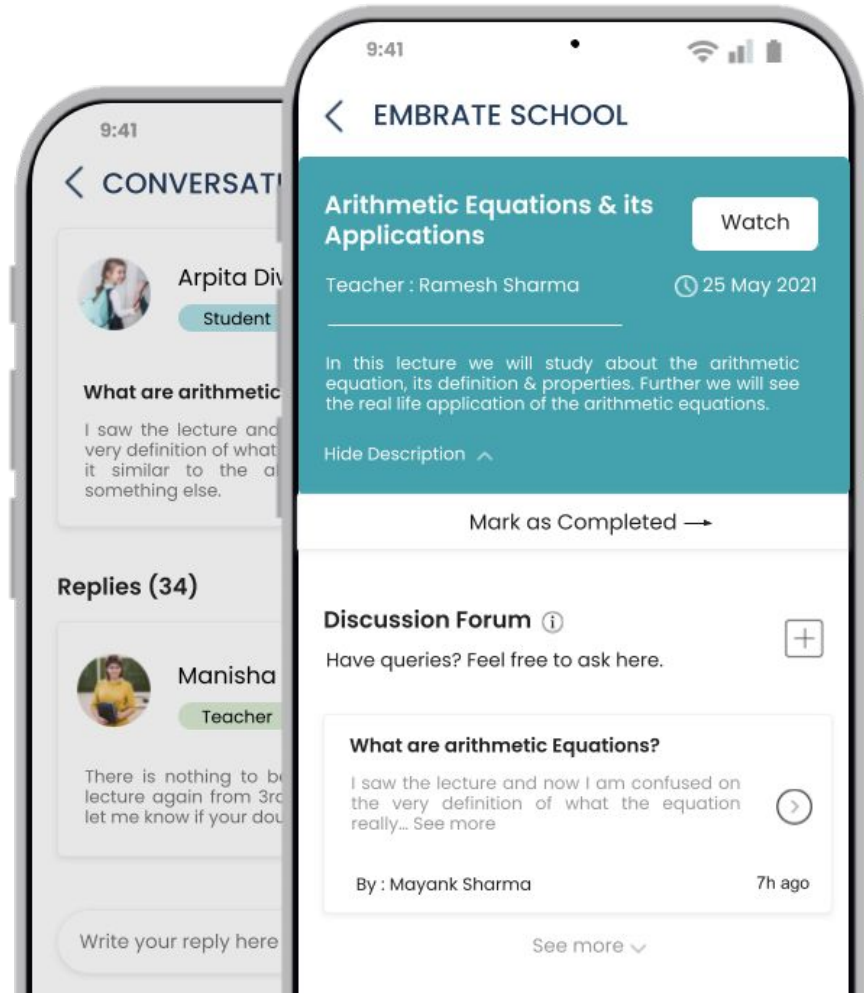 9:41
CONVERSATI
Arpita Div
Student
What are arithmetic
I saw the lecture and
very definition of what
it similar to the a
something else.
Replies (34)
Manisha
Teacher
There is nothing to be
lecture again from 3rd
let me know if your dou
Write your reply here
9:41
EMBRATE SCHOOL
Arithmetic Equations & its
Applications
Watch
Teacher : Ramesh Sharma
25 May 2021
In this lecture we will study about the arithmetic
equation, its definition & properties. Further we will see
the real life application of the arithmetic equations.
Hide Description
Mark as Completed
Discussion Forum
Have queries? Feel free to ask here.
What are arithmetic Equations?
I saw the lecture and now I am confused on
the very definition of what the equation
really... See more
By : Mayank Sharma
7h ago
See more